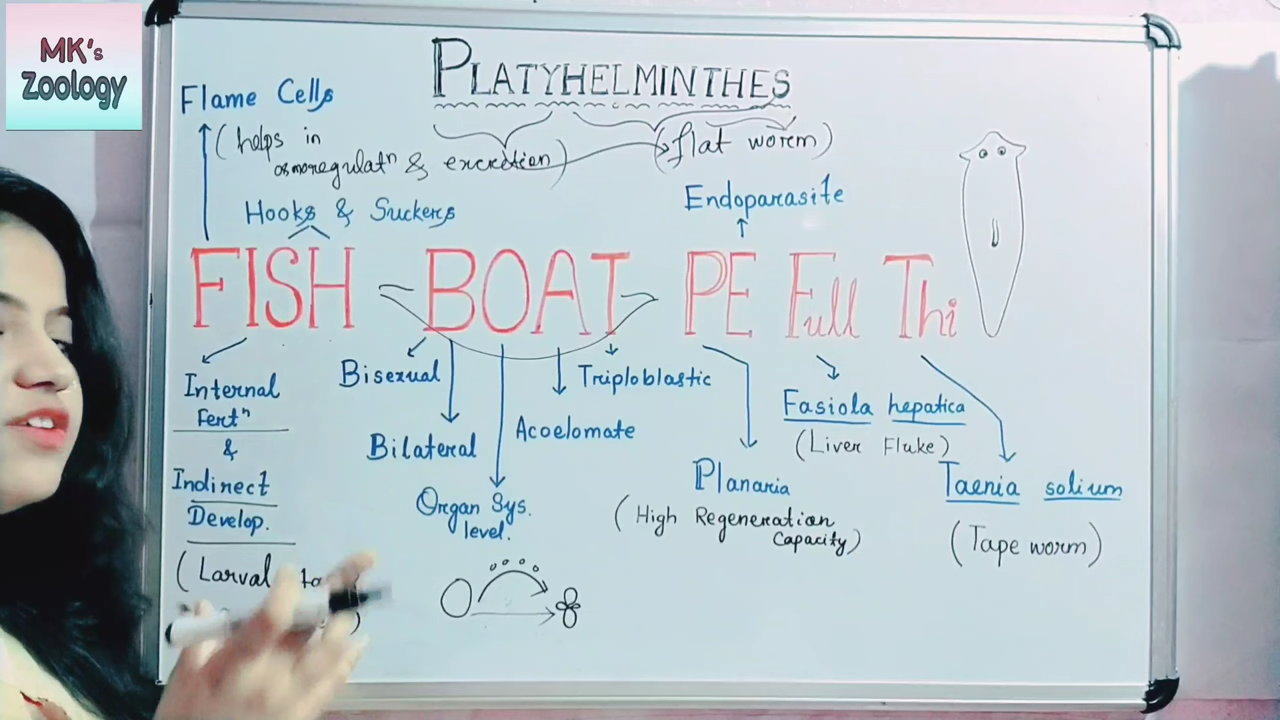 MK's
Zoology
PLATYHELMINTHES
Flame Cells
(helps in
osmoregulatⁿ & excretion)
(flat worm)
Hooks & Suckers
Endoparasite
FISH BOAT PE Full Thi
Internal
Fertⁿ
&
Indirect
Develop.
(Larval
Bisexual
Bilateral
Organ Sys.
level.
Acoelomate
Triploblastic
Planaria
(High Regeneration
Capacity)
Fasiola hepatica
(Liver Fluke)
Taenia solium
(Tape worm)